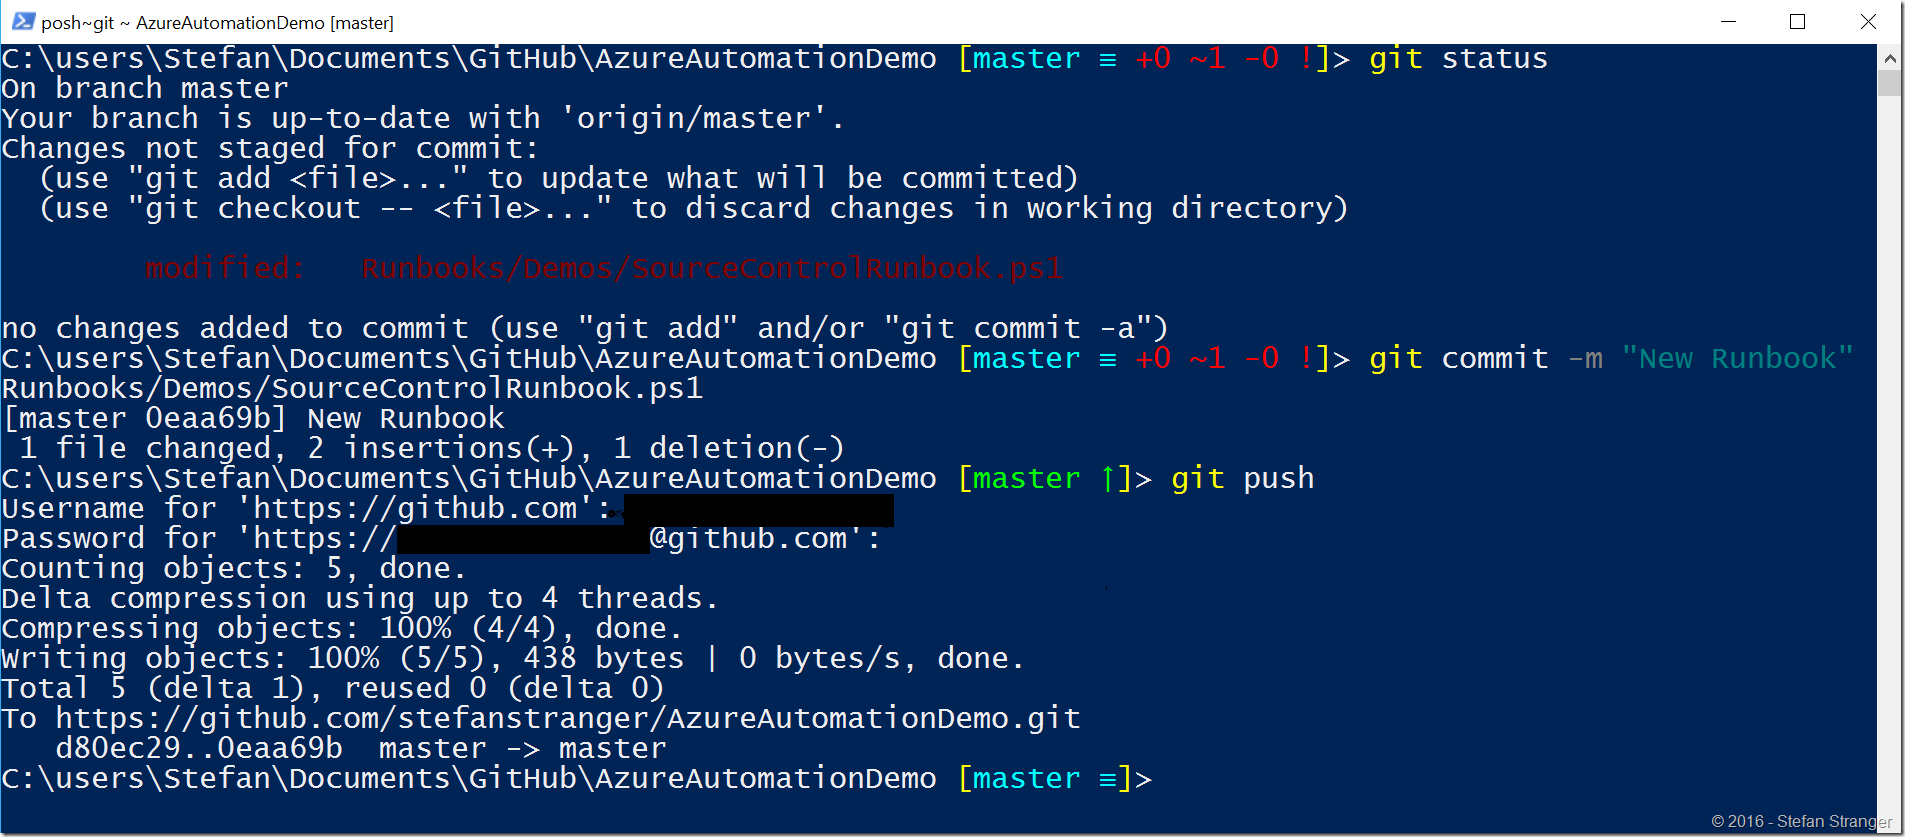 posh~git ~ AzureAutomationDemo [master]
C:\users\Stefan\Documents\GitHub\AzureAutomationDemo [master ≡ +0 ~1 -0 !]> git status
On branch master
Your branch is up-to-date with 'origin/master'.
Changes not staged for commit:
  (use "git add <file>..." to update what will be committed)
  (use "git checkout -- <file>..." to discard changes in working directory)
        modified:   Runbooks/Demos/SourceControlRunbook.ps1
no changes added to commit (use "git add" and/or "git commit -a")
C:\users\Stefan\Documents\GitHub\AzureAutomationDemo [master ≡ +0 ~1 -0 !]> git commit -m "New Runbook"
Runbooks/Demos/SourceControlRunbook.ps1
[master 0eaa69b] New Runbook
 1 file changed, 2 insertions(+), 1 deletion(-)
C:\users\Stefan\Documents\GitHub\AzureAutomationDemo [master ↑]> git push
Username for 'https://github.com':
Password for 'https://@github.com':
Counting objects: 5, done.
Delta compression using up to 4 threads.
Compressing objects: 100% (4/4), done.
Writing objects: 100% (5/5), 438 bytes | 0 bytes/s, done.
Total 5 (delta 1), reused 0 (delta 0)
To https://github.com/stefanstranger/AzureAutomationDemo.git
   d80ec29..0eaa69b  master -> master
C:\users\Stefan\Documents\GitHub\AzureAutomationDemo [master ≡]>
© 2016 - Stefan Stranger